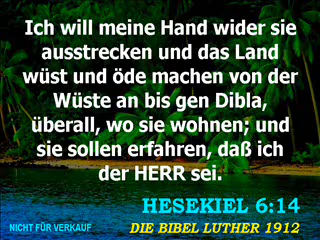 Ich will meine Hand wider sie
ausstrecken und das Land
wüst und öde machen von der
Wüste an bis gen Dibla,
überall, wo sie wohnen; und
sie sollen erfahren, daß ich
der HERR sei.
HESEKIEL 6:14
NICHT FÜR VERKAUF
DIE BIBEL LUTHER 1912